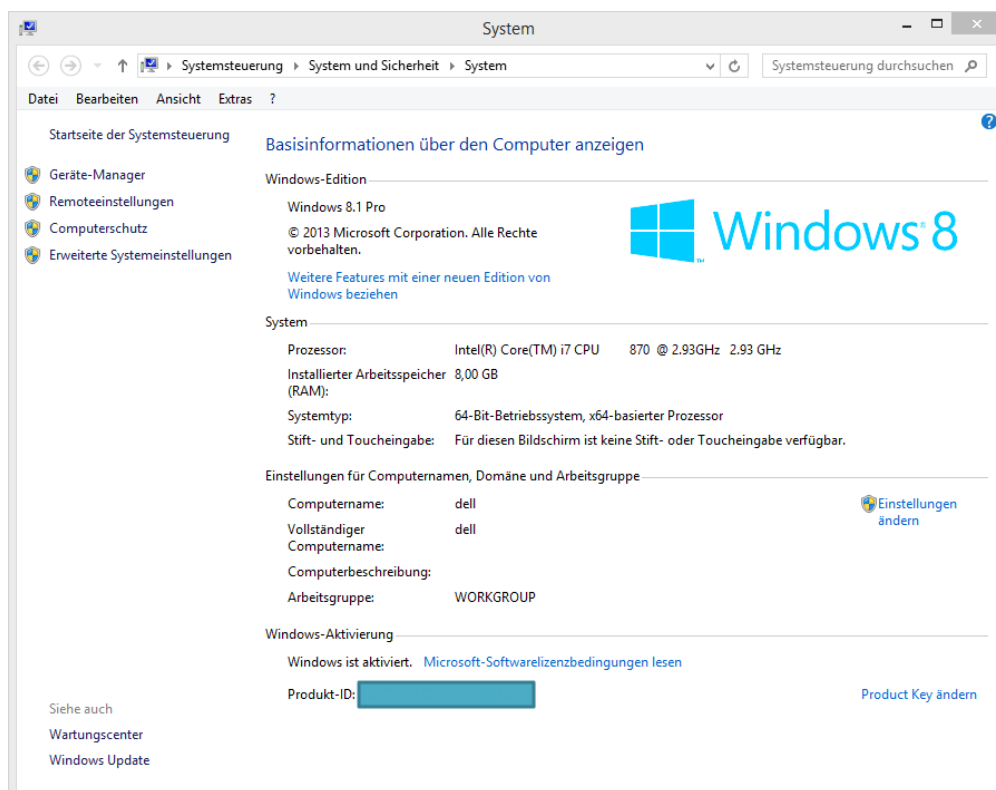 System
Systemsteuerung System und Sicherheit System
Systemsteuerung durchsuchen
Datei Bearbeiten Ansicht Extras ?
Startseite der Systemsteuerung
Geräte-Manager
Remoteeinstellungen
Computerschutz
Erweiterte Systemeinstellungen
Basisinformationen über den Computer anzeigen
Windows-Edition
Windows 8.1 Pro
© 2013 Microsoft Corporation. Alle Rechte
vorbehalten.
Weitere Features mit einer neuen Edition von
Windows beziehen
Windows 8
System
Prozessor: Intel(R) Core(TM) i7 CPU 870 @ 2.93GHz 2.93 GHz
Installierter Arbeitsspeicher 8,00 GB
(RAM):
Systemtyp: 64-Bit-Betriebssystem, x64-basierter Prozessor
Stift- und Toucheingabe: Für diesen Bildschirm ist keine Stift- oder Toucheingabe verfügbar.
Einstellungen für Computernamen, Domäne und Arbeitsgruppe
Computername: dell
Einstellungen
ändern
Vollständiger dell
Computername:
Computerbeschreibung:
Arbeitsgruppe: WORKGROUP
Windows-Aktivierung
Windows ist aktiviert. Microsoft-Softwarelizenzbedingungen lesen
Produkt-ID:
Product Key ändern
Siehe auch
Wartungscenter
Windows Update